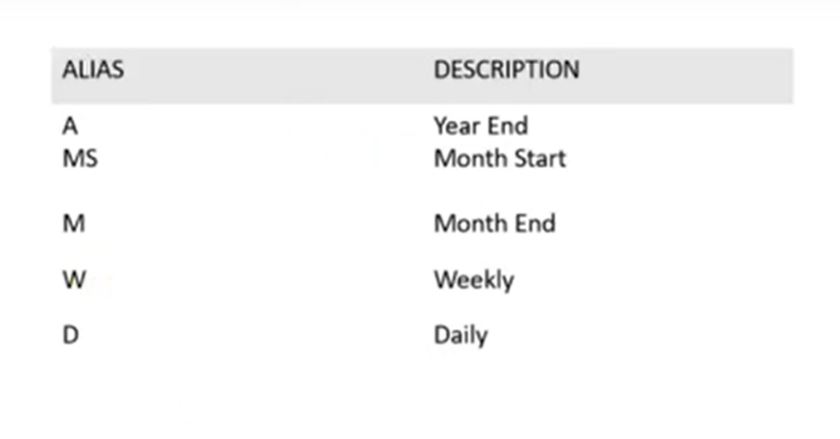 ALIAS DESCRIPTION
A Year End
MS Month Start
M Month End
W Weekly
D Daily